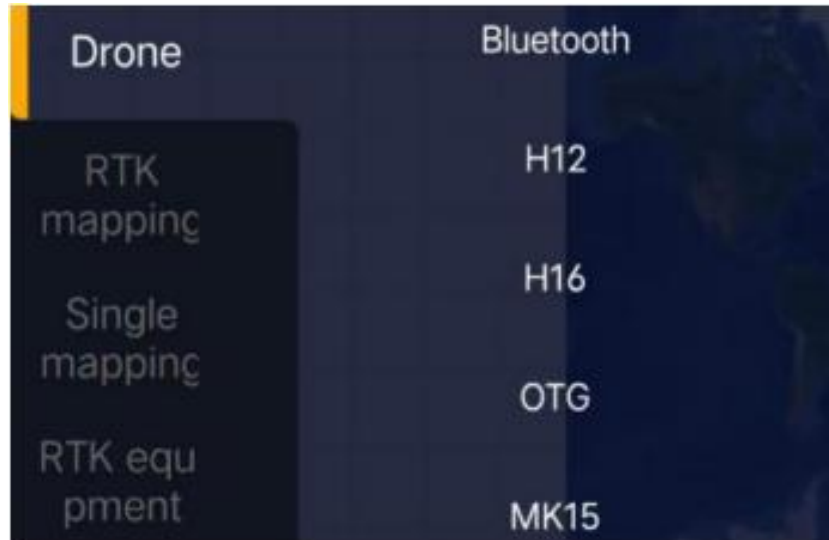 Drone
RTK
mapping
Single
mapping
RTK equ
pment
Bluetooth
H12
H16
OTG
MK15